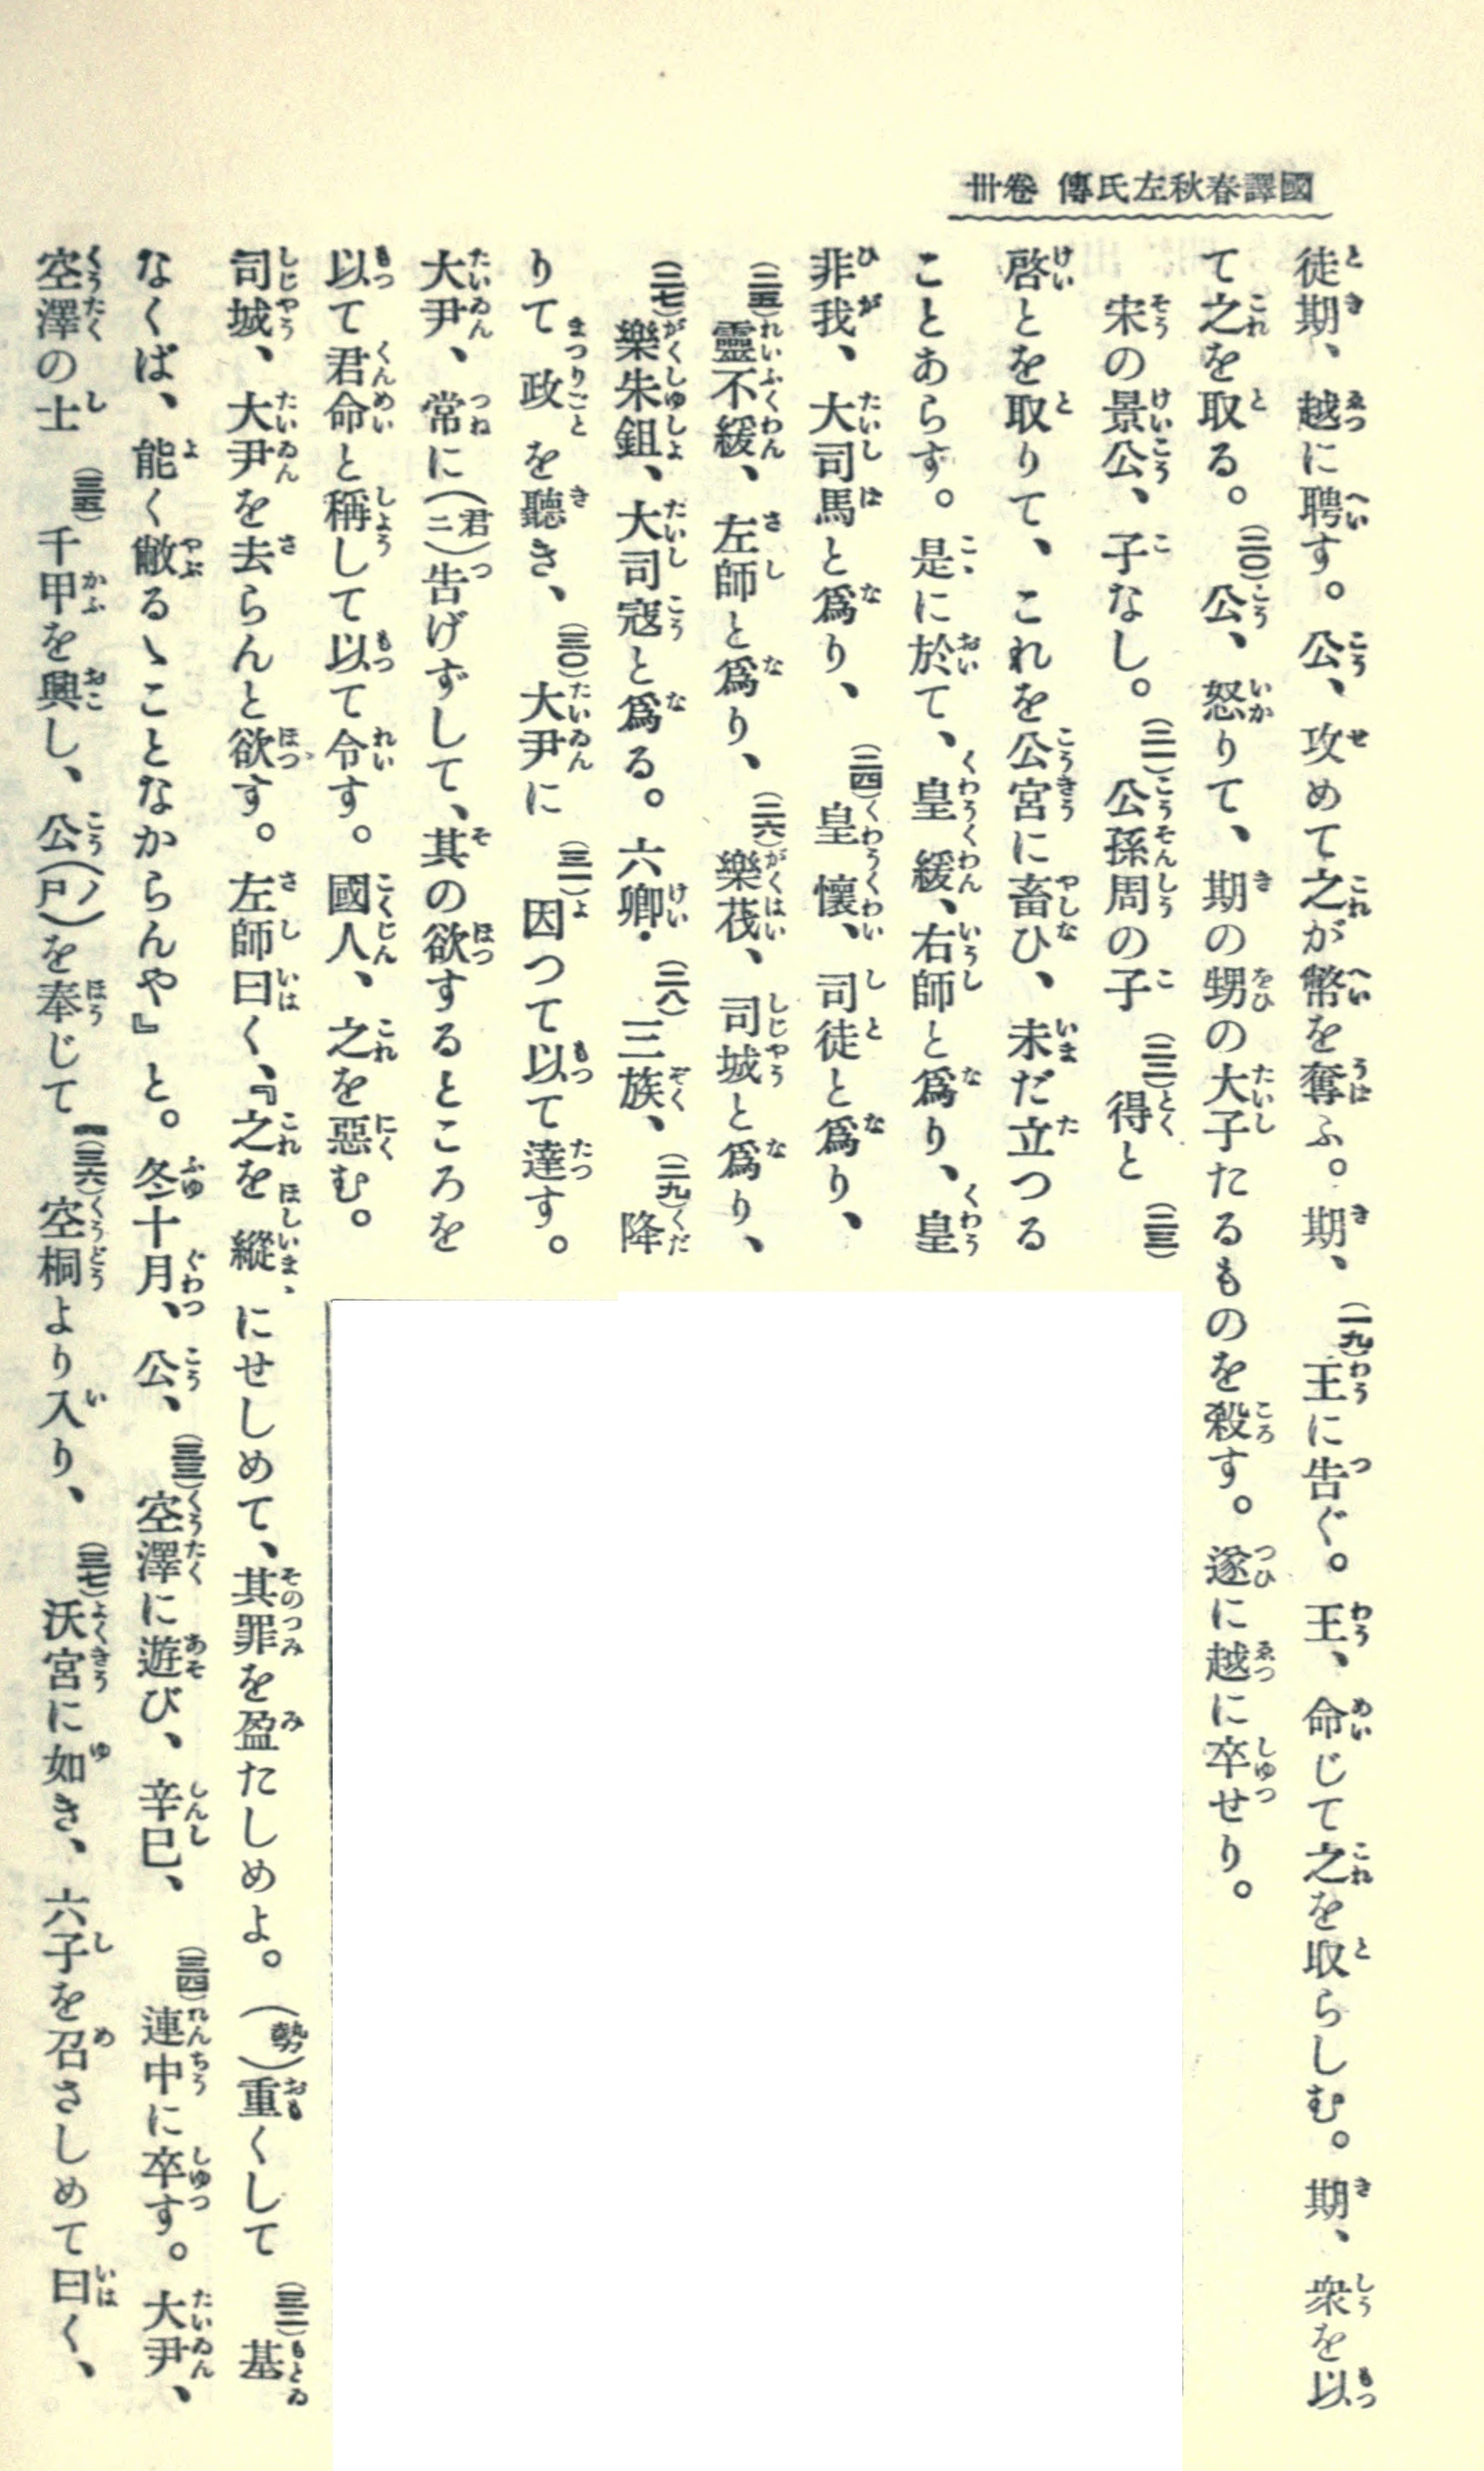 國譯春秋左氏傳 卷卌
徒期、越に聘す。公、攻めて之が幣を奪ふ。期、(一九)王に告ぐ。王、命じて之を取らしむ。期、衆を以
て之を取る。(二〇)公、怒りて、期の甥の大子たるものを殺す。遂に越に卒せり。
宋の景公、子なし。(二一)公孫周の子(二二)得と(二三)
啓とを取りて、これを公宮に畜ひ、未だ立つる
ことあらず。是に於て、皇緩、右師と爲り、皇
非我、大司馬と爲り、(二四)皇懷、司徒と爲り、
(二五)靈不緩、左師と爲り、(二六)樂茷、司城と爲り、
(二七)樂朱鉏、大司寇と爲る。六卿・(二八)三族、(二九)降
りて政を聽き、(三〇)大尹に(三一)因つて以て達す。
大尹、常に(君ニ)告げずして、其の欲するところを
以て君命と稱して以て令す。國人、之を惡む。
司城、大尹を去らんと欲す。左師曰く、『之を縱にせしめて、其罪を盈たしめよ。(勢)重くして(三二)基
なくば、能く敝るゝことなからんや』と。冬十月、公、(三三)空澤に遊び、辛巳、(三四)連中に卒す。大尹、
空澤の士(三五)千甲を興し、公(ノ尸)を奉じて(三六)空桐より入り、(三七)沃宮に如き、六子を召さしめて曰く、